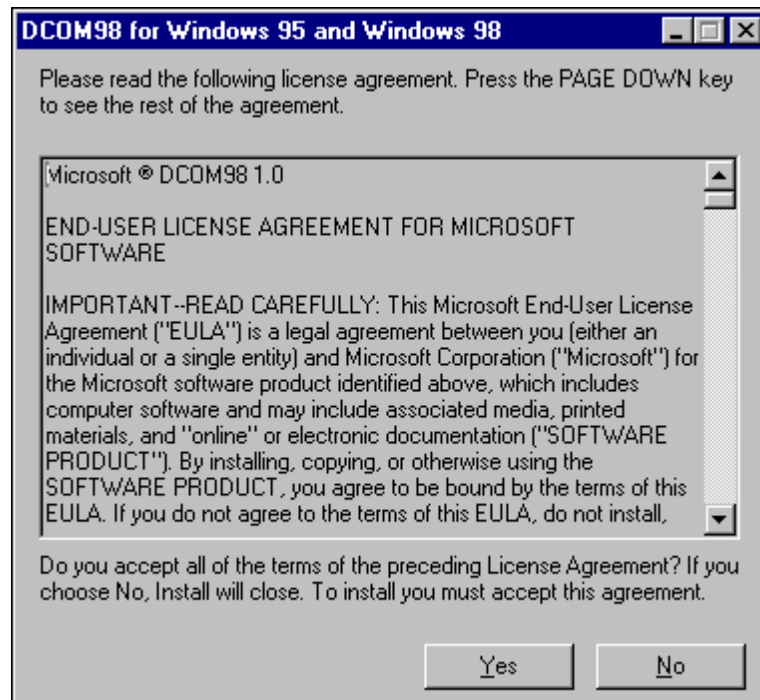 DCOM98 for Windows 95 and Windows 98
Please read the following license agreement. Press the PAGE DOWN key
to see the rest of the agreement.
Microsoft ® DCOM98 1.0
END-USER LICENSE AGREEMENT FOR MICROSOFT
SOFTWARE
IMPORTANT--READ CAREFULLY: This Microsoft End-User License
Agreement ("EULA") is a legal agreement between you (either an
individual or a single entity) and Microsoft Corporation ("Microsoft") for
the Microsoft software product identified above, which includes
computer software and may include associated media, printed
materials, and "online" or electronic documentation ("SOFTWARE
PRODUCT"). By installing, copying, or otherwise using the
SOFTWARE PRODUCT, you agree to be bound by the terms of this
EULA. If you do not agree to the terms of this EULA, do not install,
Do you accept all of the terms of the preceding License Agreement? If you
choose No, Install will close. To install you must accept this agreement.
Yes
No